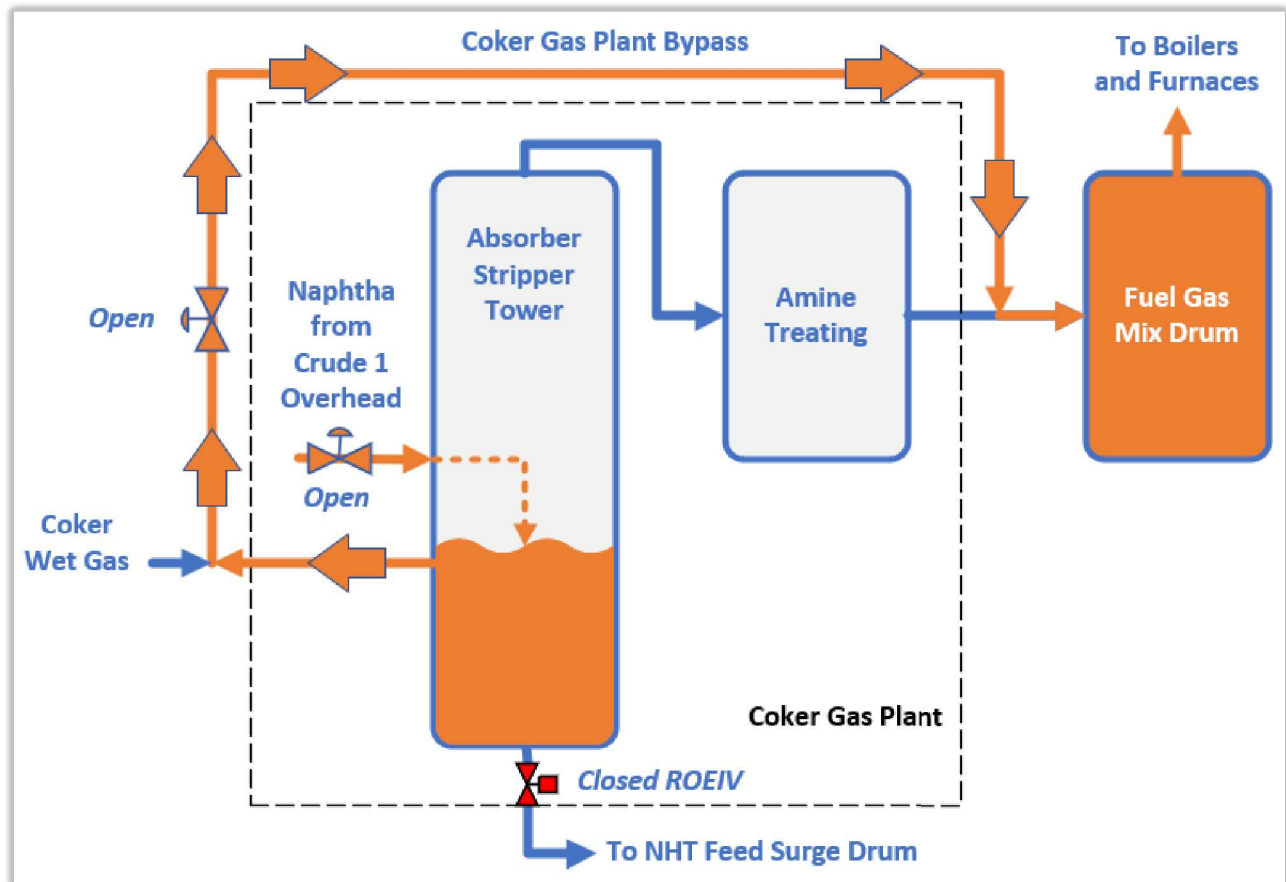 Coker Gas Plant Bypass
To Boilers
and Furnaces
Absorber
Stripper
Tower
Naphtha
from
Crude 1
Overhead
Open
Open
Amine
Treating
Fuel Gas
Mix Drum
Coker
Wet Gas
Coker Gas Plant
Closed ROEIV
To NHT Feed Surge Drum